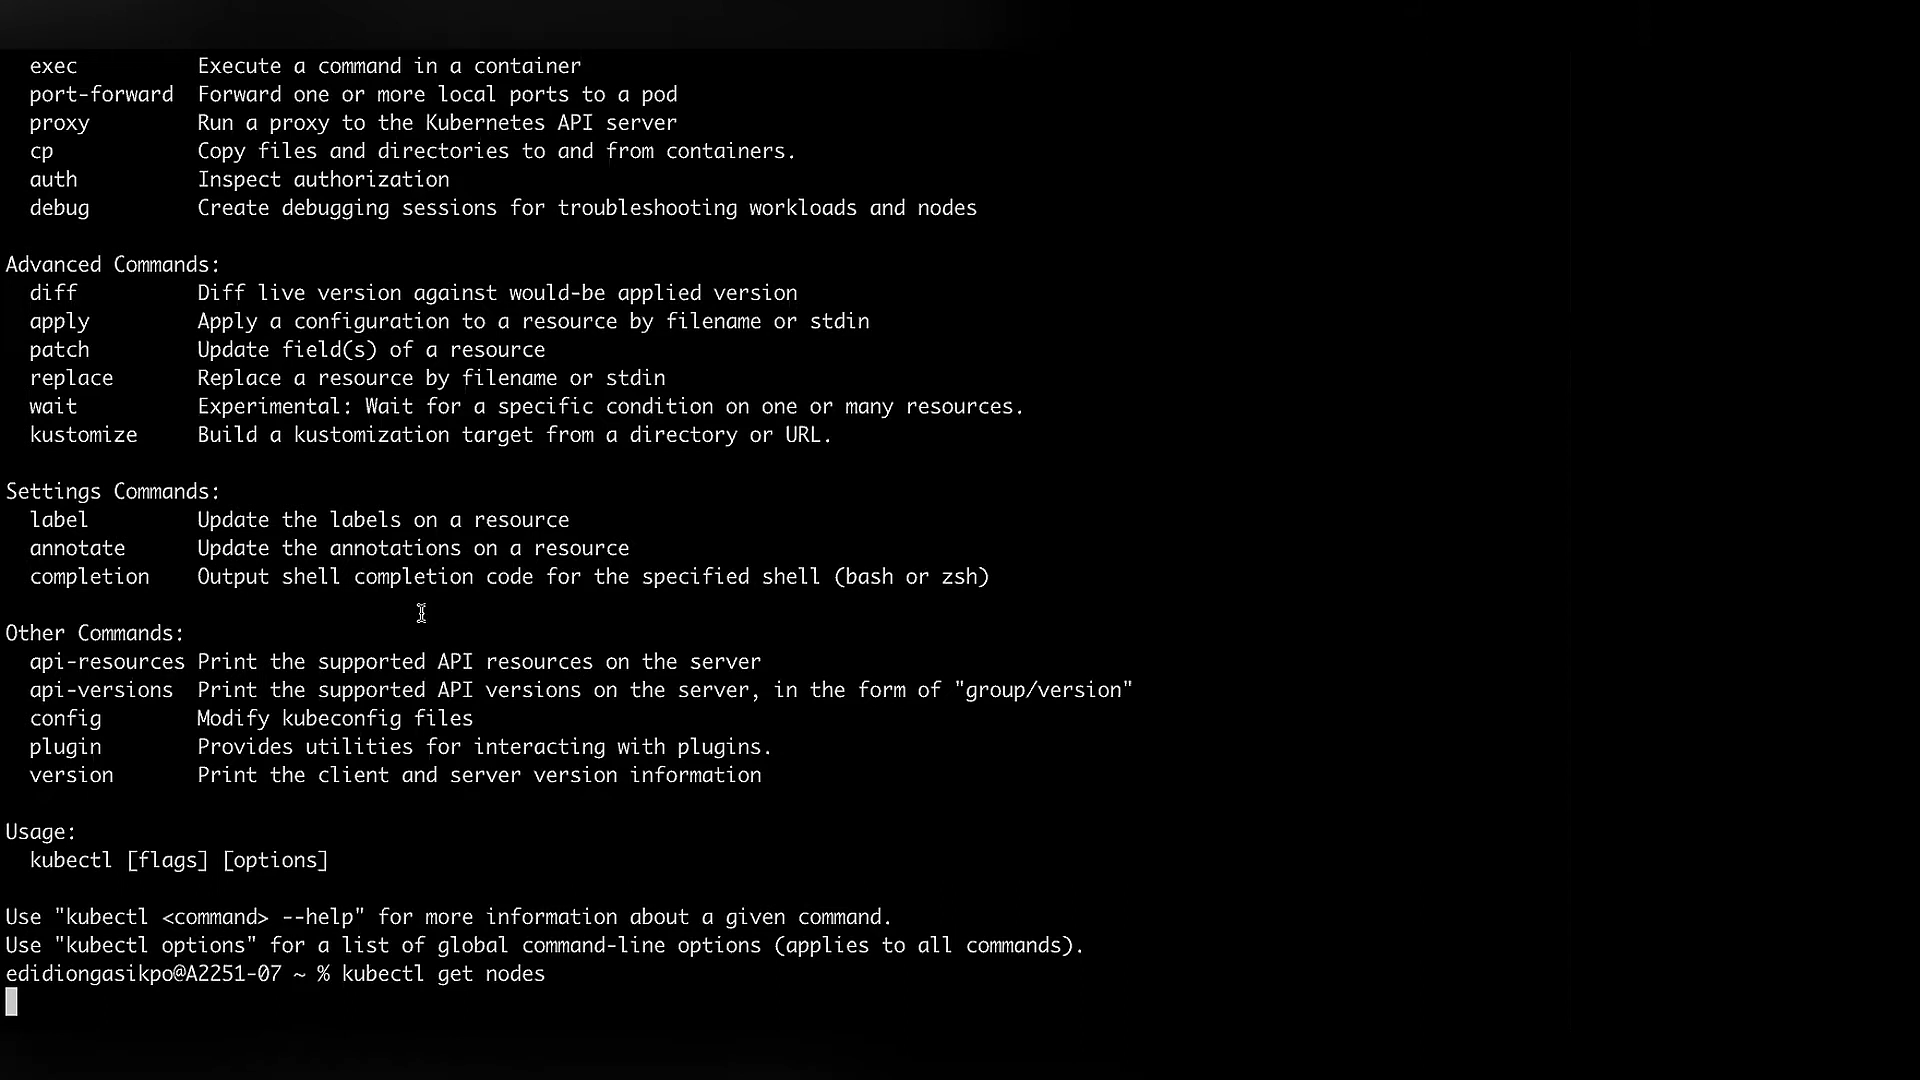 exec Execute a command in a container
port-forward Forward one or more local ports to a pod
proxy Run a proxy to the Kubernetes API server
cp Copy files and directories to and from containers.
auth Inspect authorization
debug Create debugging sessions for troubleshooting workloads and nodes
Advanced Commands:
diff Diff live version against would-be applied version
apply Apply a configuration to a resource by filename or stdin
patch Update field(s) of a resource
replace Replace a resource by filename or stdin
wait Experimental: Wait for a specific condition on one or many resources.
kustomize Build a kustomization target from a directory or URL.
Settings Commands:
label Update the labels on a resource
annotate Update the annotations on a resource
completion Output shell completion code for the specified shell (bash or zsh)
Other Commands:
api-resources Print the supported API resources on the server
api-versions Print the supported API versions on the server, in the form of "group/version"
config Modify kubeconfig files
plugin Provides utilities for interacting with plugins.
version Print the client and server version information
Usage:
kubectl [flags] [options]
Use "kubectl <command> --help" for more information about a given command.
Use "kubectl options" for a list of global command-line options (applies to all commands).
edidiongasikpo@A2251-07 ~ % kubectl get nodes